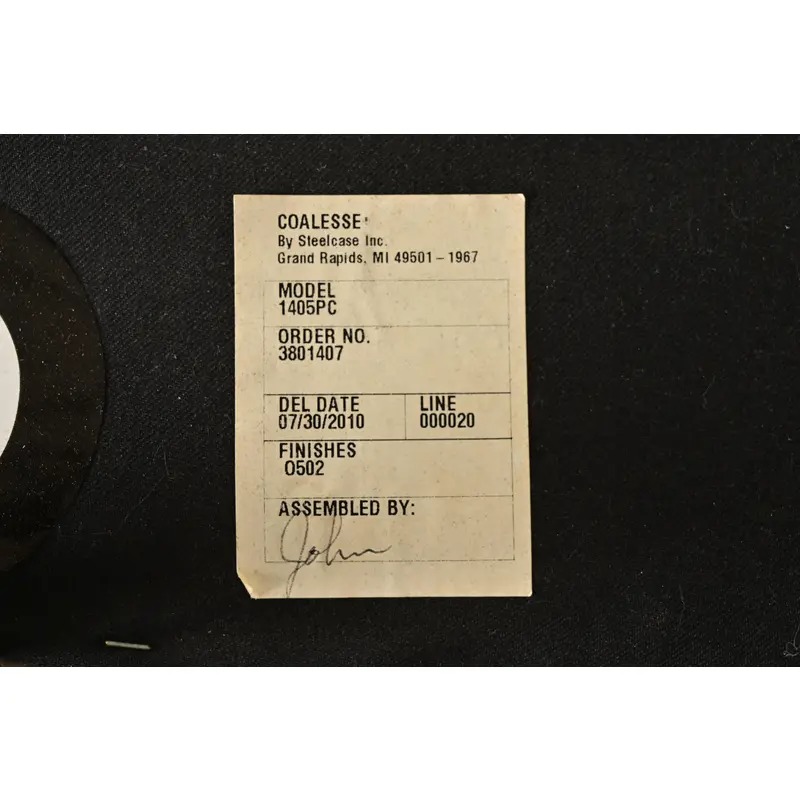 COALESSE
By Steelcase Inc.
Grand Rapids, MI 49501 – 1967
MODEL
1405PC
ORDER NO.
3801407
DEL DATE LINE
07/30/2010 000020
FINISHES
O502
ASSEMBLED BY:
John